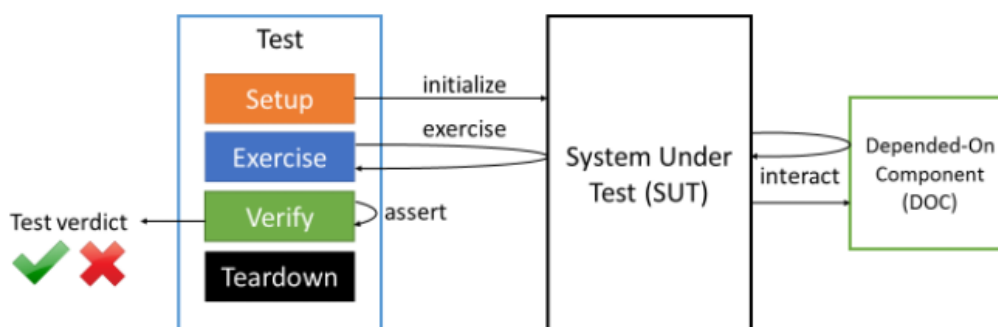 Test
Setup
initialize
Exercise
exercise
Verify
assert
Teardown
Test verdict
System Under
Test (SUT)
interact
Depended-On
Component
(DOC)